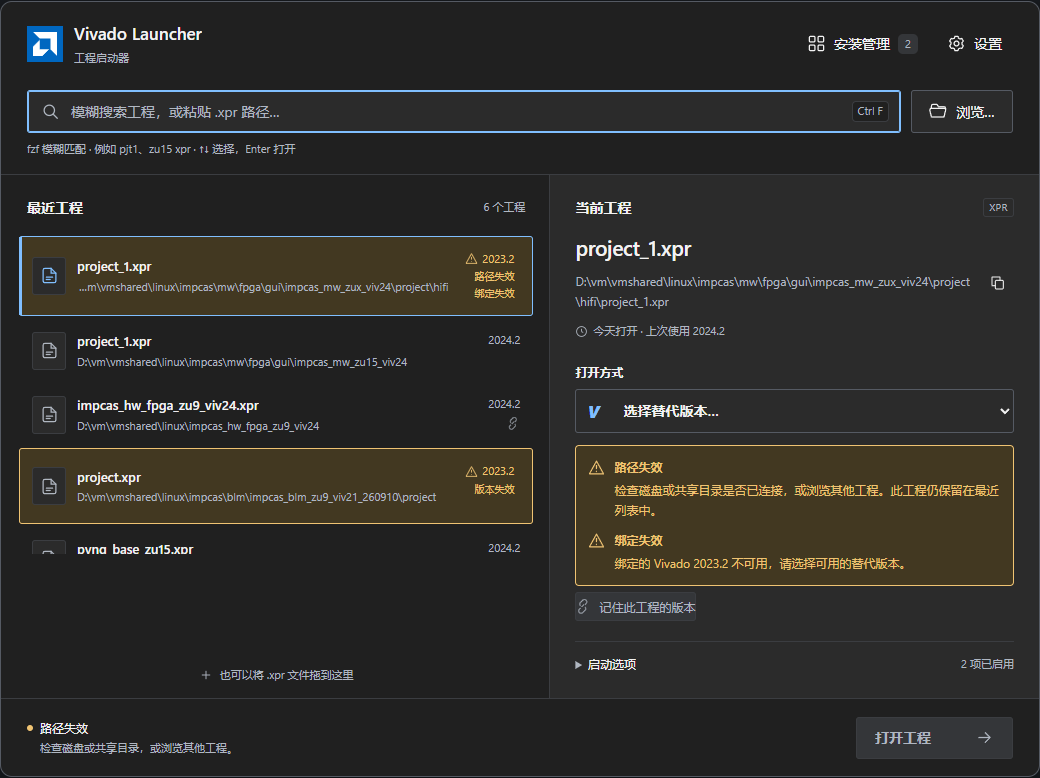 Vivado Launcher
工程启动器
安装管理 2
设置
模糊搜索工程，或粘贴 .xpr 路径...
Ctrl F
浏览...
fzf 模糊匹配 · 例如 pjt1、zu15 xpr · ↑↓ 选择，Enter 打开
最近工程
6 个工程
project_1.xpr
...m\vmshared\linux\impcas\mw\fpga\gui\impcas_mw_zux_viv24\project\hifi
2023.2
路径失效
绑定失效
project_1.xpr
D:\vm\vmshared\linux\impcas\mw\fpga\gui\impcas_mw_zu15_viv24
2024.2
impcas_hw_fpga_zu9_viv24.xpr
D:\vm\vmshared\linux\impcas_hw_fpga_zu9_viv24
2024.2
project.xpr
D:\vm\vmshared\linux\impcas\blm\impcas_blm_zu9_viv21_260910\project
2023.2
版本失效
pynq_base_zu15.xpr
2024.2
+ 也可以将 .xpr 文件拖到这里
当前工程
XPR
project_1.xpr
D:\vm\vmshared\linux\impcas\mw\fpga\gui\impcas_mw_zux_viv24\project
\hifi\project_1.xpr
今天打开 · 上次使用 2024.2
打开方式
V 选择替代版本...
路径失效
检查磁盘或共享目录是否已连接，或浏览其他工程。此工程仍保留在最近
列表中。
绑定失效
绑定的 Vivado 2023.2 不可用，请选择可用的替代版本。
记住此工程的版本
启动选项
2 项已启用
路径失效
检查磁盘或共享目录，或浏览其他工程。
打开工程 →